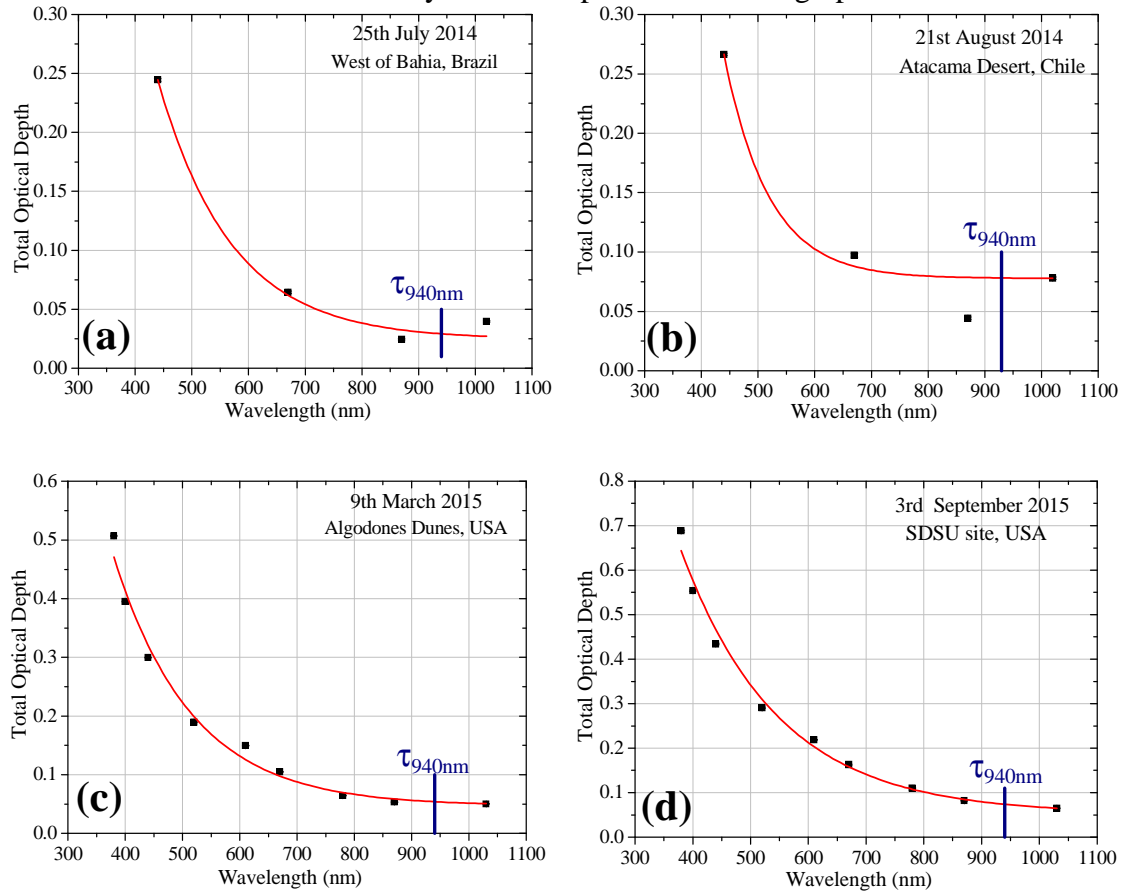 0.30
0.25
0.20
0.15
0.10
0.05
0.00
Total Optical Depth
25th July 2014
West of Bahia, Brazil
τ940nm
(a)
300 400 500 600 700 800 900 1000 1100
Wavelength (nm)
0.30
0.25
0.20
0.15
0.10
0.05
0.00
Total Optical Depth
21st August 2014
Atacama Desert, Chile
τ940nm
(b)
300 400 500 600 700 800 900 1000 1100
Wavelength (nm)
0.6
0.5
0.4
0.3
0.2
0.1
0.0
Total Optical Depth
9th March 2015
Algodones Dunes, USA
τ940nm
(c)
300 400 500 600 700 800 900 1000 1100
Wavelength (nm)
0.8
0.7
0.6
0.5
0.4
0.3
0.2
0.1
0.0
Total Optical Depth
3rd September 2015
SDSU site, USA
τ940nm
(d)
300 400 500 600 700 800 900 1000 1100
Wavelength (nm)